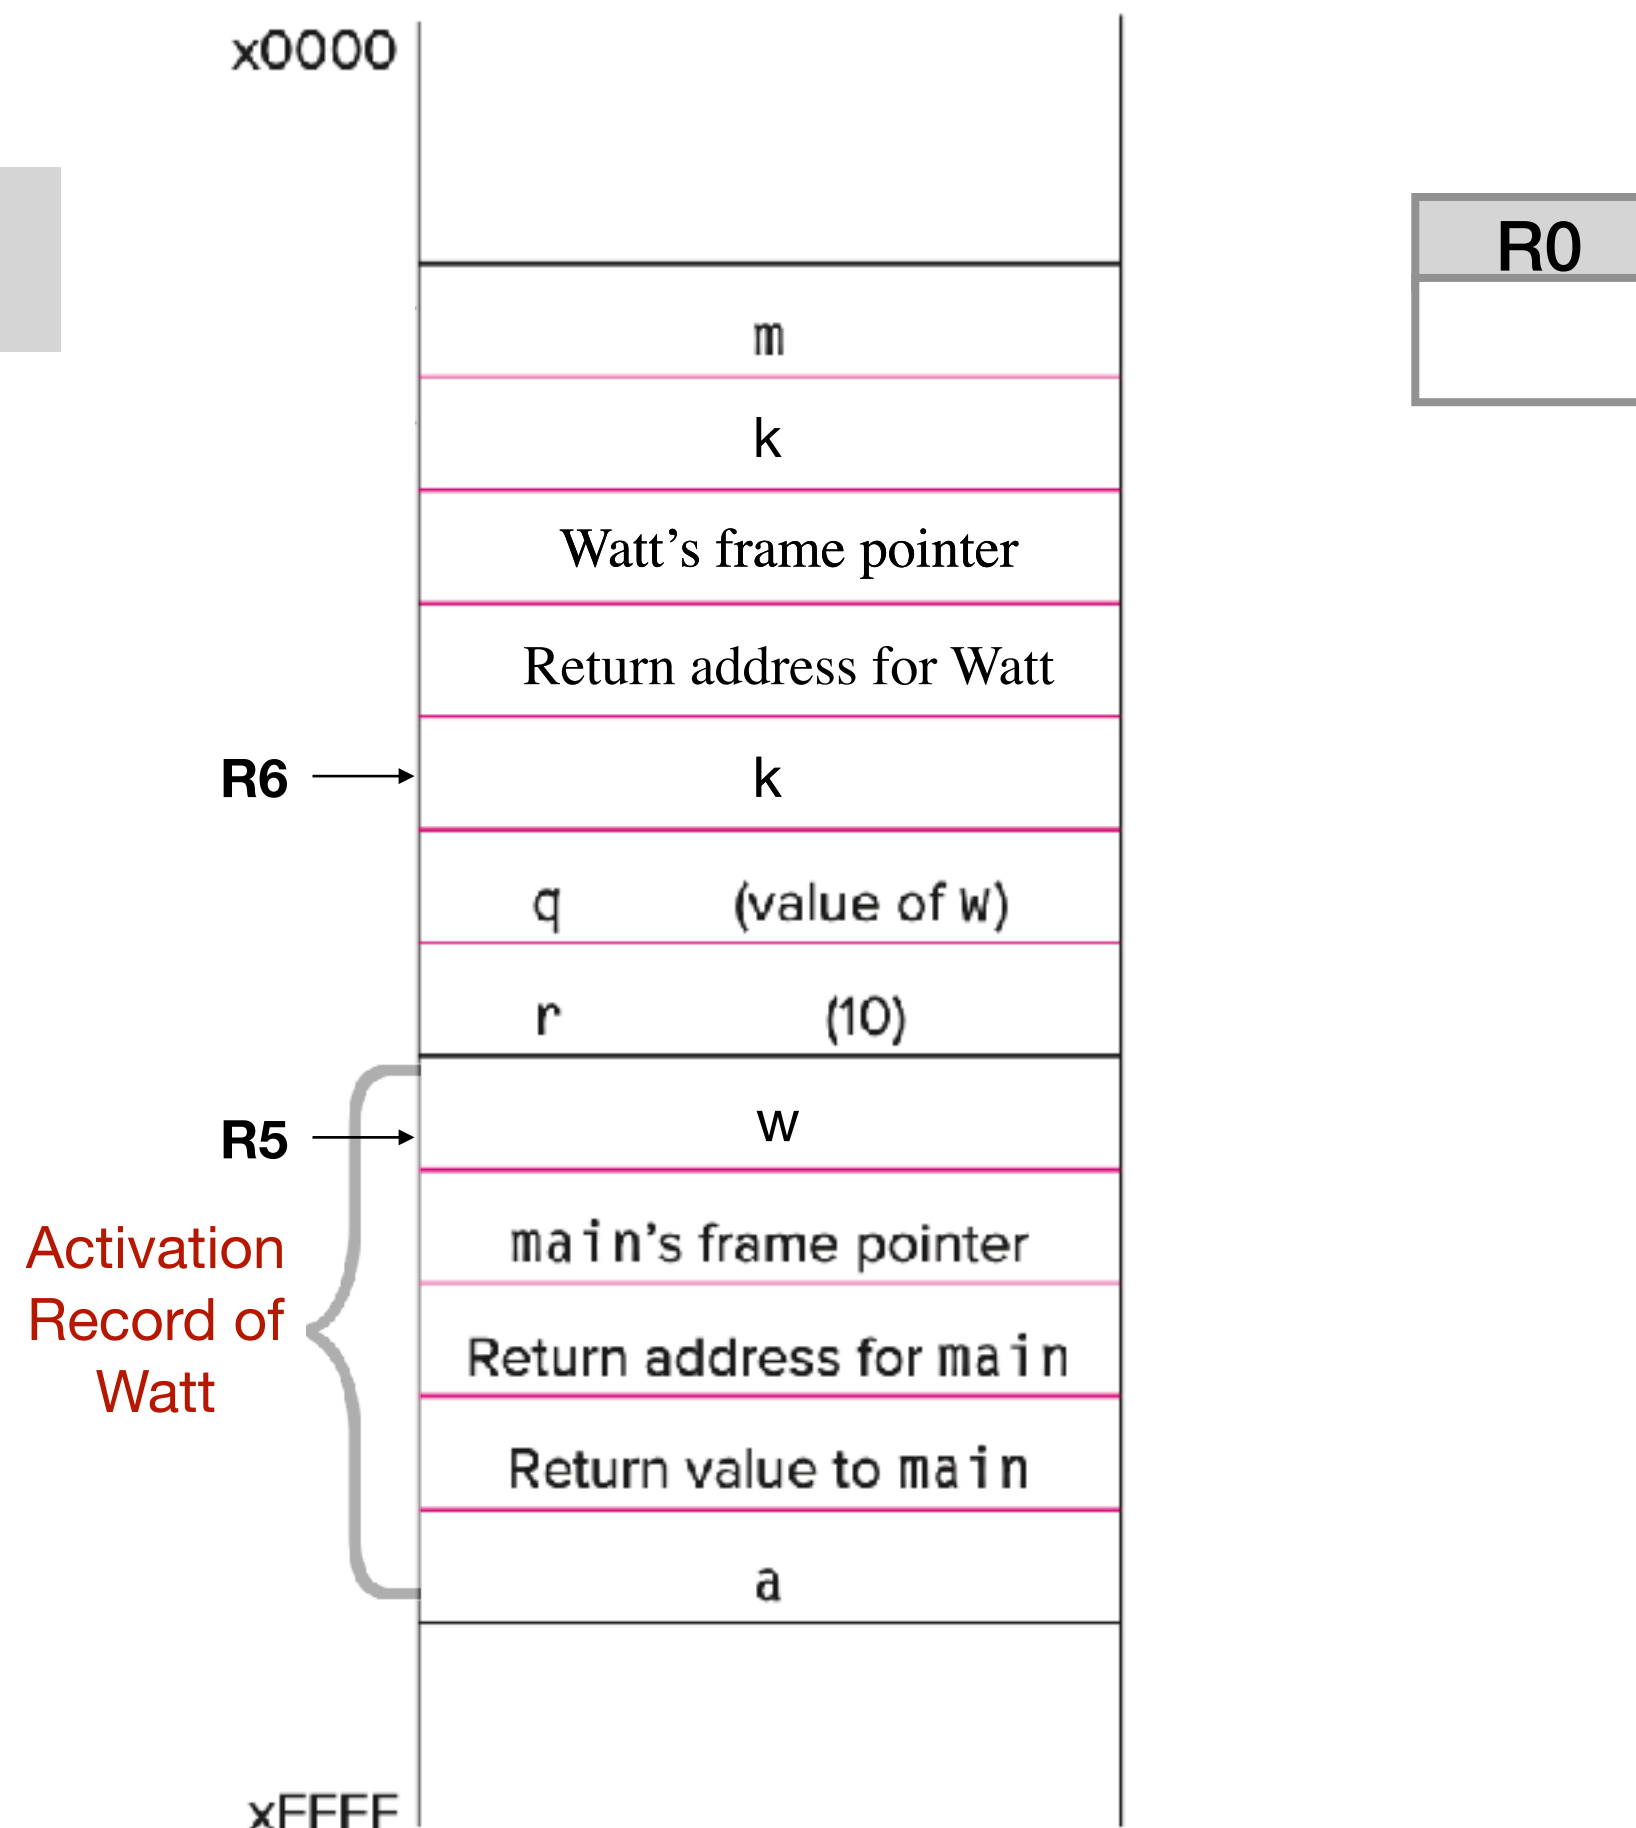 x0000
R0
m
k
Watt’s frame pointer
Return address for Watt
R6
k
q (value of w)
r (10)
R5
w
Activation
Record of
Watt
main’s frame pointer
Return address for main
Return value to main
a
xFFFF